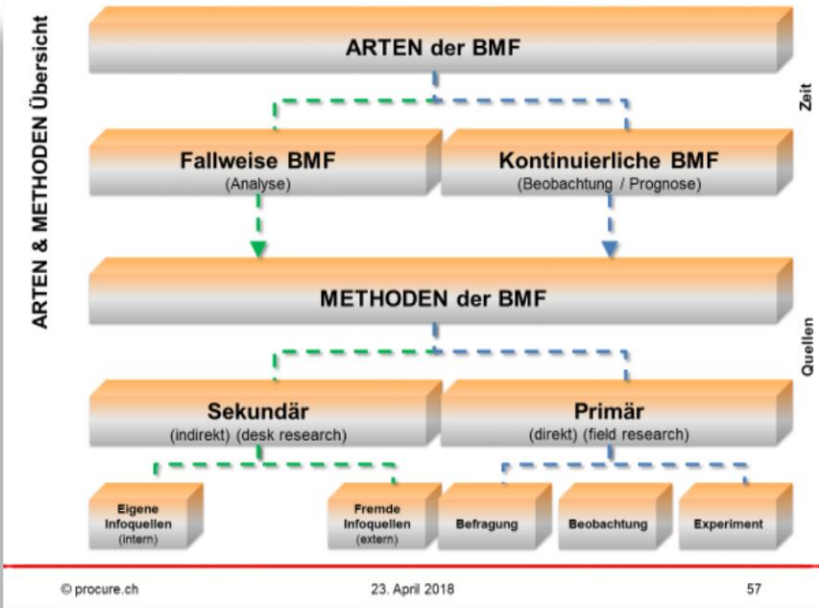 ARTEN & METHODEN Übersicht
ARTEN der BMF
Zeit
Fallweise BMF
(Analyse)
Kontinuierliche BMF
(Beobachtung / Prognose)
METHODEN der BMF
Quellen
Sekundär
(indirekt) (desk research)
Primär
(direkt) (field research)
Eigene
Infoquellen
(intern)
Fremde
Infoquellen
(extern)
Befragung
Beobachtung
Experiment
© procure.ch
23. April 2018
57